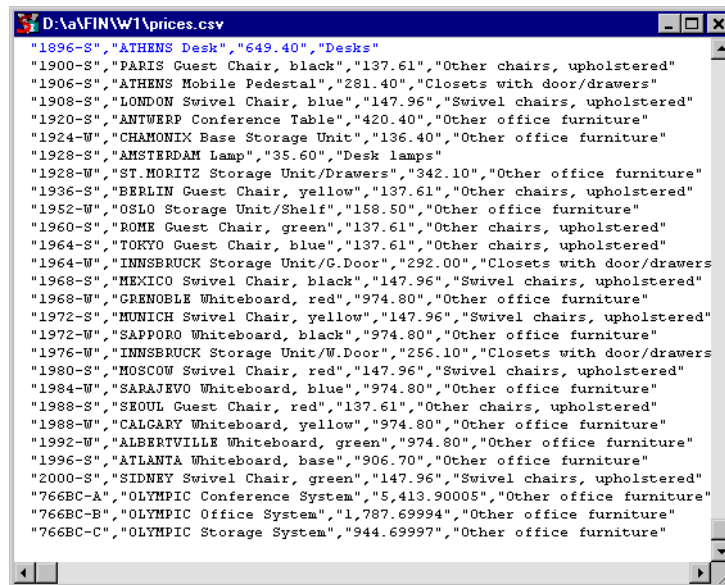 D:\a\FIN\W1\prices.csv
"1896-S","ATHENS Desk","649.40","Desks"
"1900-S","PARIS Guest Chair, black","137.61","Other chairs, upholstered"
"1906-S","ATHENS Mobile Pedestal","281.40","Closets with door/drawers"
"1908-S","LONDON Swivel Chair, blue","147.96","Swivel chairs, upholstered"
"1920-S","ANTWERP Conference Table","420.40","Other office furniture"
"1924-W","CHAMONIX Base Storage Unit","136.40","Other office furniture"
"1928-S","AMSTERDAM Lamp","35.60","Desk lamps"
"1928-W","ST.MORITZ Storage Unit/Drawers","342.10","Other office furniture"
"1936-S","BERLIN Guest Chair, yellow","137.61","Other chairs, upholstered"
"1952-W","OSLO Storage Unit/Shelf","158.50","Other office furniture"
"1960-S","ROME Guest Chair, green","137.61","Other chairs, upholstered"
"1964-S","TOKYO Guest Chair, blue","137.61","Other chairs, upholstered"
"1964-W","INNSBRUCK Storage Unit/G.Door","292.00","Closets with door/drawers
"1968-S","MEXICO Swivel Chair, black","147.96","Swivel chairs, upholstered"
"1968-W","GRENOBLE Whiteboard, red","974.80","Other office furniture"
"1972-S","MUNICH Swivel Chair, yellow","147.96","Swivel chairs, upholstered"
"1972-W","SAPPORO Whiteboard, black","974.80","Other office furniture"
"1976-W","INNSBRUCK Storage Unit/W.Door","256.10","Closets with door/drawers
"1980-S","MOSCOW Swivel Chair, red","147.96","Swivel chairs, upholstered"
"1984-W","SARAJEVO Whiteboard, blue","974.80","Other office furniture"
"1988-S","SEOUL Guest Chair, red","137.61","Other chairs, upholstered"
"1988-W","CALGARY Whiteboard, yellow","974.80","Other office furniture"
"1992-W","ALBERTVILLE Whiteboard, green","974.80","Other office furniture"
"1996-S","ATLANTA Whiteboard, base","906.70","Other office furniture"
"2000-S","SIDNEY Swivel Chair, green","147.96","Swivel chairs, upholstered"
"766BC-A","OLYMPIC Conference System","5,413.90005","Other office furniture"
"766BC-B","OLYMPIC Office System","1,787.69994","Other office furniture"
"766BC-C","OLYMPIC Storage System","944.69997","Other office furniture"